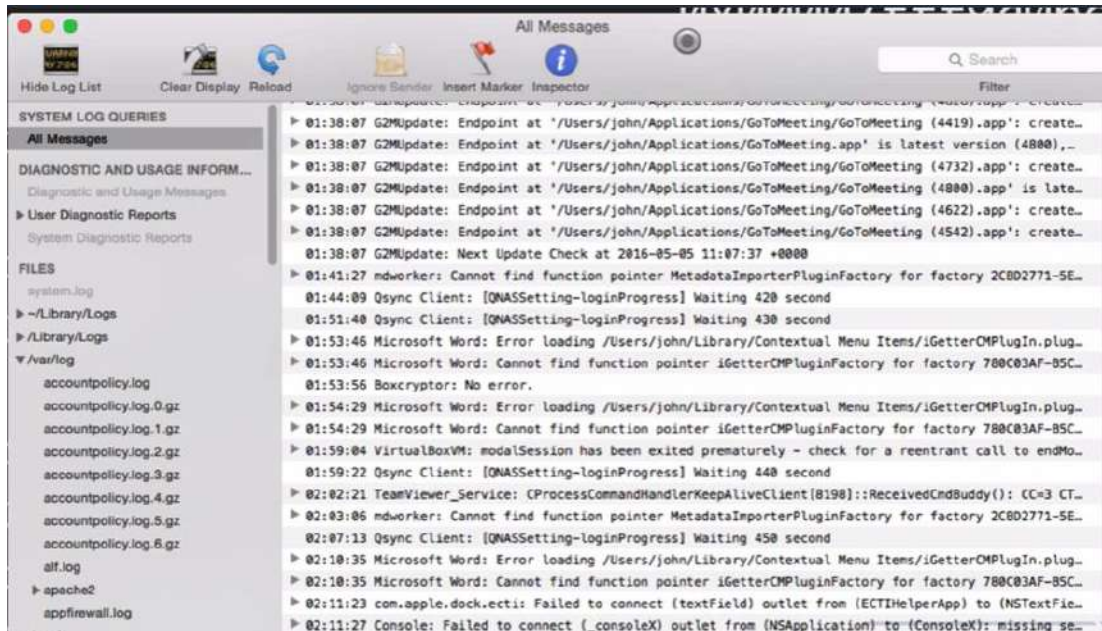 All Messages
Hide Log List
Clear Display
Reload
Ignore Sender
Insert Marker
Inspector
Search
Filter
SYSTEM LOG QUERIES
All Messages
DIAGNOSTIC AND USAGE INFORM...
Diagnostic and Usage Messages
User Diagnostic Reports
System Diagnostic Reports
FILES
system.log
~/Library/Logs
/Library/Logs
/var/log
accountpolicy.log
accountpolicy.log.0.gz
accountpolicy.log.1.gz
accountpolicy.log.2.gz
accountpolicy.log.3.gz
accountpolicy.log.4.gz
accountpolicy.log.5.gz
accountpolicy.log.6.gz
alf.log
apache2
appfirewall.log
01:38:07 G2MUpdate: Endpoint at '/Users/john/Applications/GoToMeeting/GoToMeeting (4419).app': create…
01:38:07 G2MUpdate: Endpoint at '/Users/john/Applications/GoToMeeting.app' is latest version (4800),…
01:38:07 G2MUpdate: Endpoint at '/Users/john/Applications/GoToMeeting/GoToMeeting (4732).app': create…
01:38:07 G2MUpdate: Endpoint at '/Users/john/Applications/GoToMeeting/GoToMeeting (4800).app' is late…
01:38:07 G2MUpdate: Endpoint at '/Users/john/Applications/GoToMeeting/GoToMeeting (4622).app': create…
01:38:07 G2MUpdate: Endpoint at '/Users/john/Applications/GoToMeeting/GoToMeeting (4542).app': create…
01:38:07 G2MUpdate: Next Update Check at 2016-05-05 11:07:37 +0000
01:41:27 mdworker: Cannot find function pointer MetadataImporterPluginFactory for factory 2C8D2771-5E…
01:44:09 Qsync Client: [QNASSetting-loginProgress] Waiting 420 second
01:51:40 Qsync Client: [QNASSetting-loginProgress] Waiting 430 second
01:53:46 Microsoft Word: Error loading /Users/john/Library/Contextual Menu Items/iGetterCMPlugIn.plug…
01:53:46 Microsoft Word: Cannot find function pointer iGetterCMPluginFactory for factory 780C03AF-B5C…
01:53:56 Boxcryptor: No error.
01:54:29 Microsoft Word: Error loading /Users/john/Library/Contextual Menu Items/iGetterCMPlugIn.plug…
01:54:29 Microsoft Word: Cannot find function pointer iGetterCMPluginFactory for factory 780C03AF-B5C…
01:59:04 VirtualBoxVM: modalSession has been exited prematurely - check for a reentrant call to endMo…
01:59:22 Qsync Client: [QNASSetting-loginProgress] Waiting 440 second
02:02:21 TeamViewer_Service: CProcessCommandHandlerKeepAliveClient[8198]::ReceivedCmdBuddy(): CC=3 CT…
02:03:06 mdworker: Cannot find function pointer MetadataImporterPluginFactory for factory 2C8D2771-5E…
02:07:13 Qsync Client: [QNASSetting-loginProgress] Waiting 450 second
02:10:35 Microsoft Word: Error loading /Users/john/Library/Contextual Menu Items/iGetterCMPlugIn.plug…
02:10:35 Microsoft Word: Cannot find function pointer iGetterCMPluginFactory for factory 780C03AF-B5C…
02:11:23 com.apple.dock.ecti: Failed to connect (textField) outlet from (ECTIHelperApp) to (NSTextFie…
02:11:27 Console: Failed to connect (_consoleX) outlet from (NSApplication) to (ConsoleX): missing se…